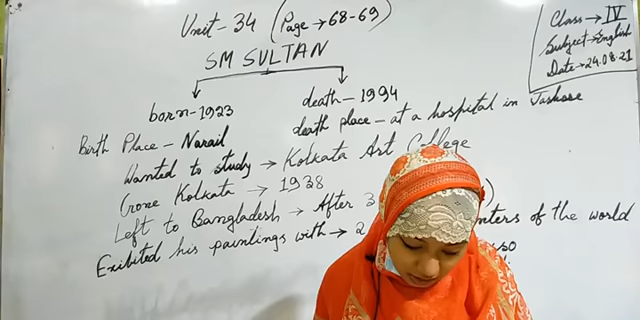 Unit - 34 (Page → 68-69)
SM SULTAN
born - 1923
death - 1994
Birth Place - Narail
death place - at a hospital in Jashore
Wanted to study → Kolkata Art College
Gone Kolkata → 1938
Left to Bangladesh → After 3
Exibited his paintings with → 2 nters of the world
sso
Class → IV
Subject → English
Date → 24.08.21